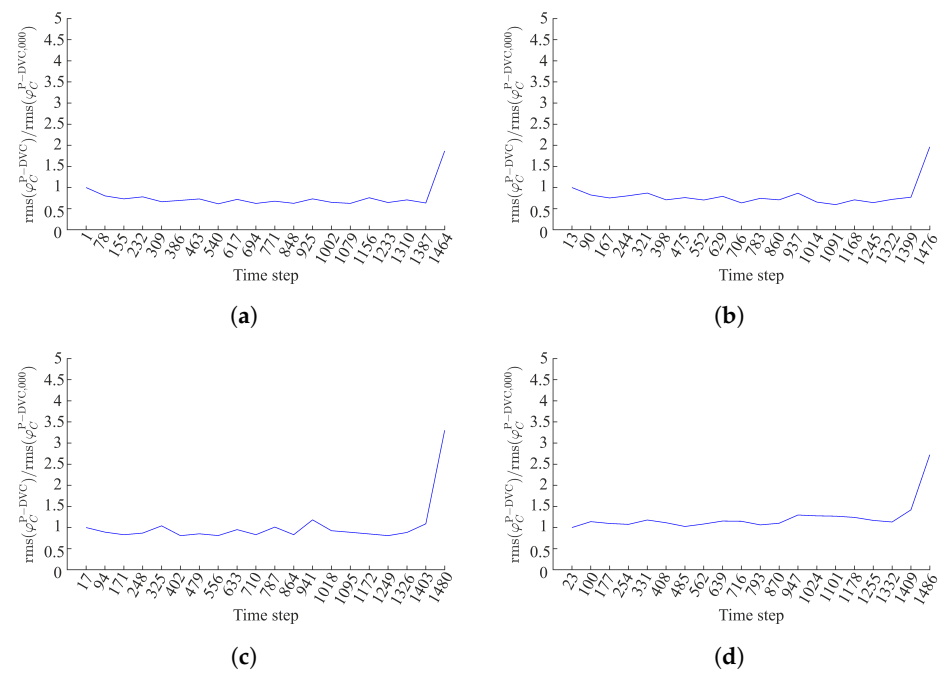 5
4.5
4
3.5
3
2.5
2
1.5
1
0.5
0
rms(φ_C^{P−DVC})/rms(φ_C^{P−DVC,000})
1 78 155 232 309 386 463 540 617 694 771 848 925 1002 1079 1156 1233 1310 1387 1464
Time step
(a)
5
4.5
4
3.5
3
2.5
2
1.5
1
0.5
0
rms(φ_C^{P−DVC})/rms(φ_C^{P−DVC,000})
13 90 167 244 321 398 475 552 629 706 783 860 937 1014 1091 1168 1245 1322 1399 1476
Time step
(b)
5
4.5
4
3.5
3
2.5
2
1.5
1
0.5
0
rms(φ_C^{P−DVC})/rms(φ_C^{P−DVC,000})
17 94 171 248 325 402 479 556 633 710 787 864 941 1018 1095 1172 1249 1326 1403 1480
Time step
(c)
5
4.5
4
3.5
3
2.5
2
1.5
1
0.5
0
rms(φ_C^{P−DVC})/rms(φ_C^{P−DVC,000})
23 100 177 254 331 408 485 562 639 716 793 870 947 1024 1101 1178 1255 1332 1409 1486
Time step
(d)